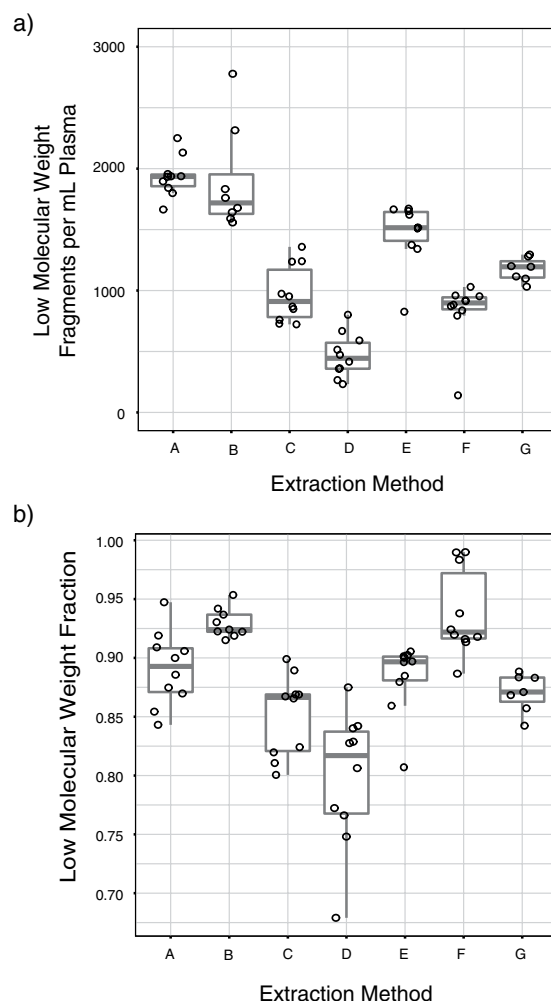 a)
Low Molecular Weight
Fragments per mL Plasma
3000
2000
1000
0
A B C D E F G
Extraction Method
b)
Low Molecular Weight Fraction
1.00
0.95
0.90
0.85
0.80
0.75
0.70
A B C D E F G
Extraction Method